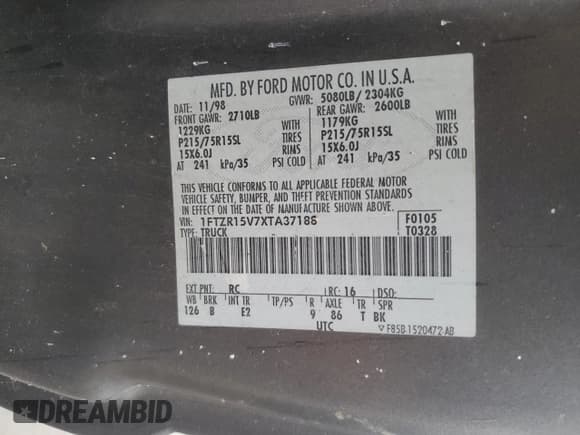 MFD. BY FORD MOTOR CO. IN U.S.A.
DATE: 11/98 GVWR: 5080LB/ 2304KG
FRONT GAWR: 2710LB REAR GAWR: 2600LB
1229KG WITH 1179KG WITH
P215/75R15SL TIRES P215/75R15SL TIRES
15X6.0J RIMS 15X6.0J RIMS
AT 241 kPa/35 PSI COLD AT 241 kPa/35 PSI COLD
THIS VEHICLE CONFORMS TO ALL APPLICABLE FEDERAL MOTOR
VEHICLE SAFETY, BUMPER, AND THEFT PREVENTION STANDARDS
IN EFFECT ON THE DATE OF MANUFACTURE SHOWN ABOVE.
VIN: 1FTZR15V7XTA37186 F0105
TYPE: TRUCK T0328
EXT PNT: RC RC: 16 DSO:
WB BRK INT TR TP/PS R AXLE TR SPR
126 B E2 9 86 T BK
UTC
F85B-1520472-AB
DREAMBID